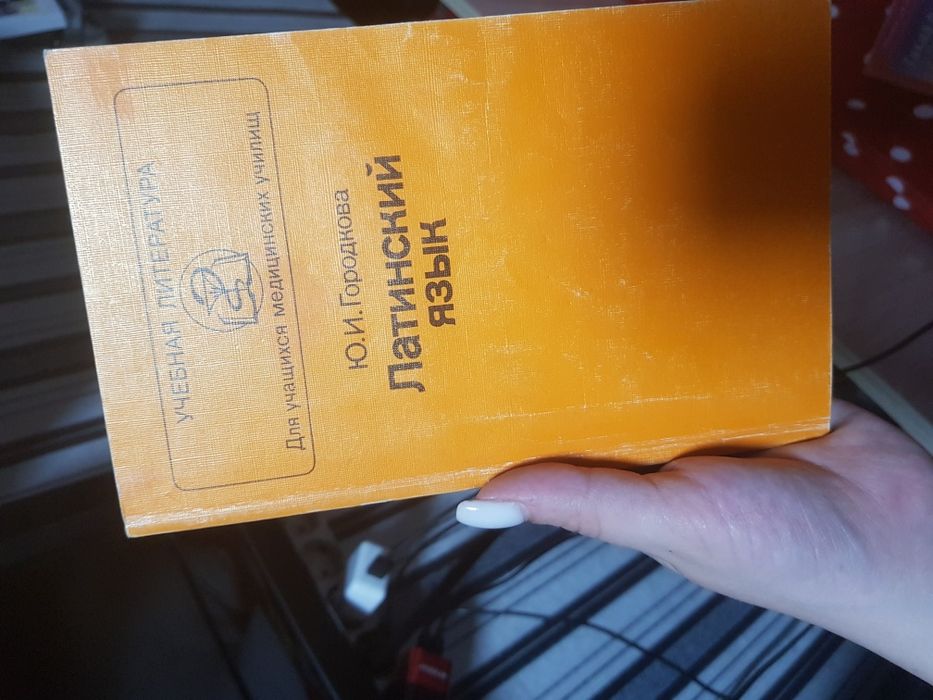 УЧЕБНАЯ ЛИТЕРАТУРА
Для учащихся медицинских училищ
Ю.И.Городкова
Латинский
язык